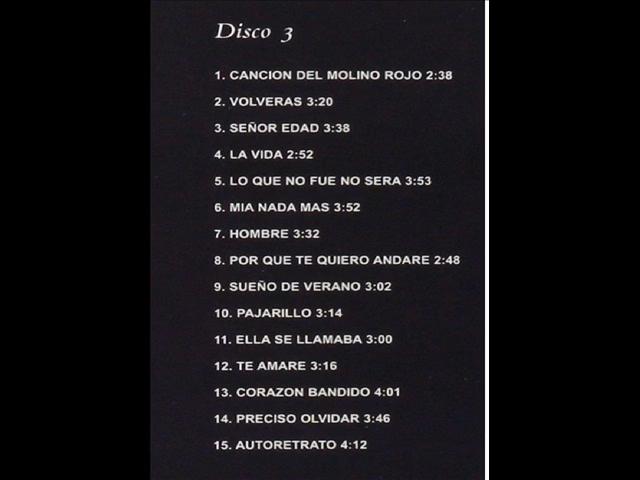 Disco 3
1. CANCION DEL MOLINO ROJO 2:38
2. VOLVERAS 3:20
3. SEÑOR EDAD 3:38
4. LA VIDA 2:52
5. LO QUE NO FUE NO SERA 3:53
6. MIA NADA MAS 3:52
7. HOMBRE 3:32
8. POR QUE TE QUIERO ANDARE 2:48
9. SUEÑO DE VERANO 3:02
10. PAJARILLO 3:14
11. ELLA SE LLAMABA 3:00
12. TE AMARE 3:16
13. CORAZON BANDIDO 4:01
14. PRECISO OLVIDAR 3:46
15. AUTORETRATO 4:12